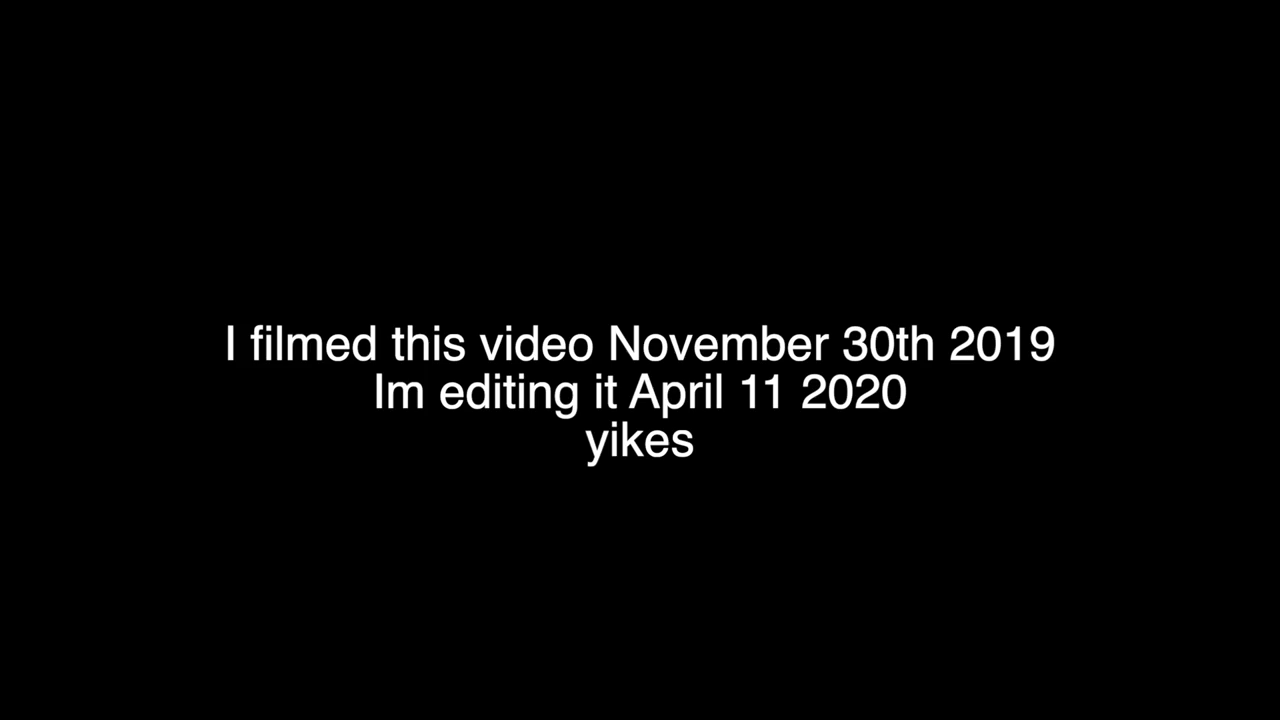 I filmed this video November 30th 2019
Im editing it April 11 2020
yikes